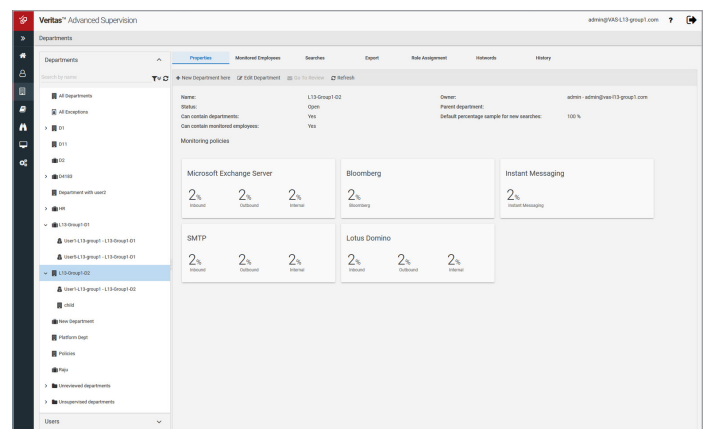 Veritas™ Advanced Supervision
admin@VAS-L13-group1.com ?
Departments
Departments
Search by name
All Departments
All Exceptions
D1
D11
D2
D4183
Department with user2
HR
L13-Group1-D1
User1-L13-group1 - L13-Group1-D1
User5-L13-group1 - L13-Group1-D1
L13-Group1-D2
User1-L13-group1 - L13-Group1-D2
child
New Department
Platform Dept
Policies
Raju
Unreviewed departments
Unsupervised departments
Users
Properties Monitored Employees Searches Export Role Assignment Hotwords History
New Department here Edit Department Go To Review Refresh
Name: L13-Group1-D2 Owner: admin - admin@vas-l13-group1.com
Status: Open Parent department:
Can contain departments: Yes Default percentage sample for new searches: 100 %
Can contain monitored employees: Yes
Monitoring policies
Microsoft Exchange Server
2% 2% 2%
Inbound Outbound Internal
Bloomberg
2%
Bloomberg
Instant Messaging
2%
Instant Messaging
SMTP
2% 2% 2%
Inbound Outbound Internal
Lotus Domino
2% 2% 2%
Inbound Outbound Internal